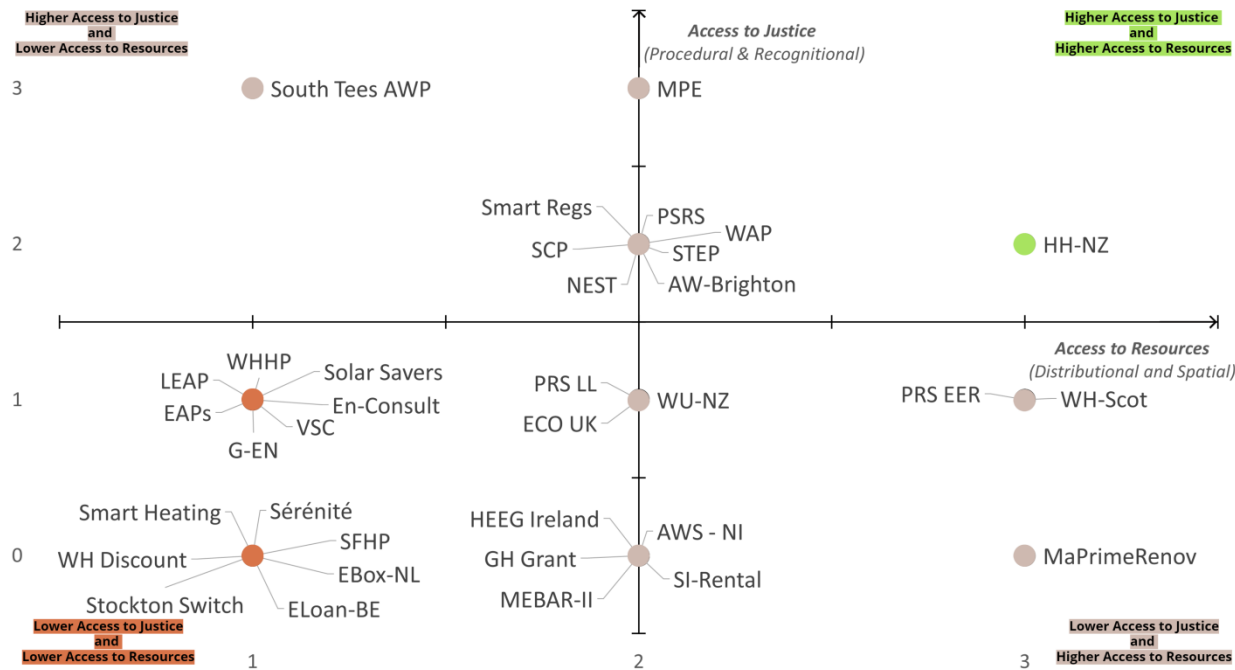 Higher Access to Justice
and
Lower Access to Resources
Access to Justice
(Procedural & Recognitional)
Higher Access to Justice
and
Higher Access to Resources
3
South Tees AWP
MPE
Smart Regs
PSRS
WAP
2
SCP
STEP
HH-NZ
NEST
AW-Brighton
Access to Resources
(Distributional and Spatial)
WHHP
LEAP
Solar Savers
1
EAPs
En-Consult
VSC
G-EN
PRS LL
WU-NZ
ECO UK
PRS EER
WH-Scot
Smart Heating
Sérénité
SFHP
0
WH Discount
EBox-NL
Stockton Switch
ELoan-BE
HEEG Ireland
AWS - NI
GH Grant
SI-Rental
MEBAR-II
MaPrimeRenov
Lower Access to Justice
and
Lower Access to Resources
Lower Access to Justice
and
Higher Access to Resources
1
2
3